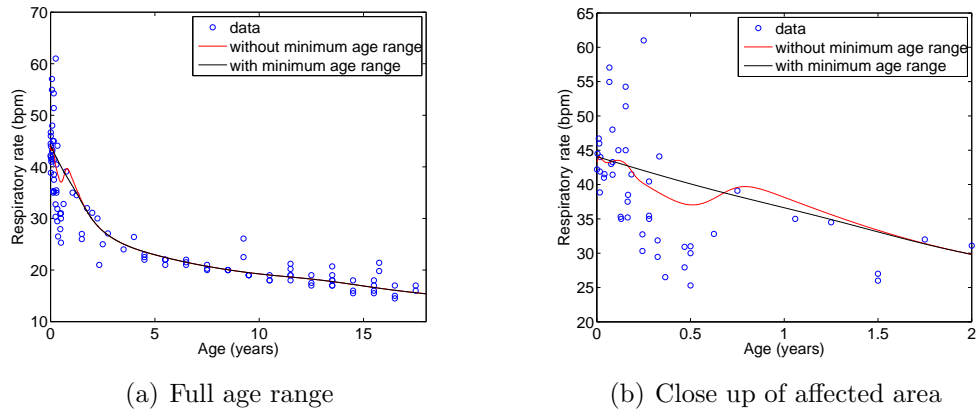 70
60
50
40
30
20
10
0
5
10
15
Respiratory rate (bpm)
Age (years)
data
without minimum age range
with minimum age range
(a) Full age range
65
60
55
50
45
40
35
30
25
0
0.5
1
1.5
2
Respiratory rate (bpm)
Age (years)
data
without minimum age range
with minimum age range
(b) Close up of affected area